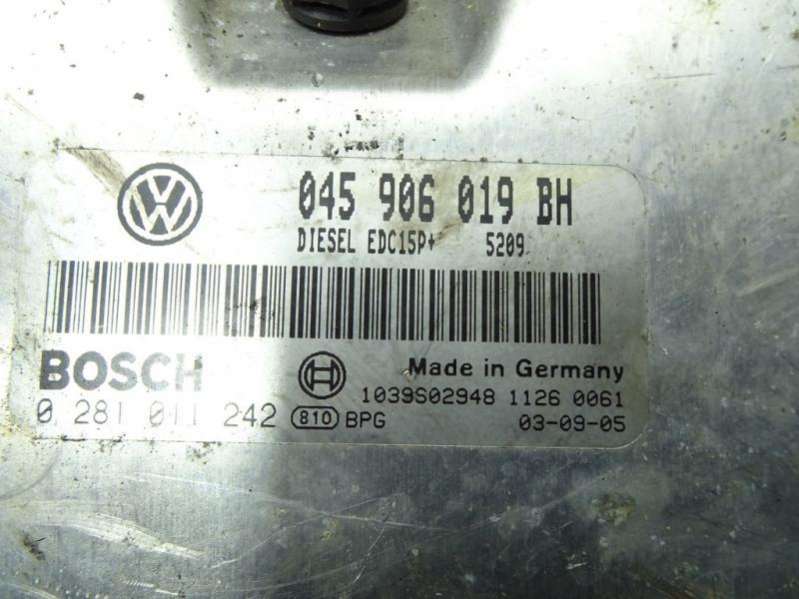 045 906 019 BH
DIESEL EDC15P+ 5209
BOSCH Made in Germany
1039S02948 1126 0061
0 281 011 242 810 BPG 03-09-05